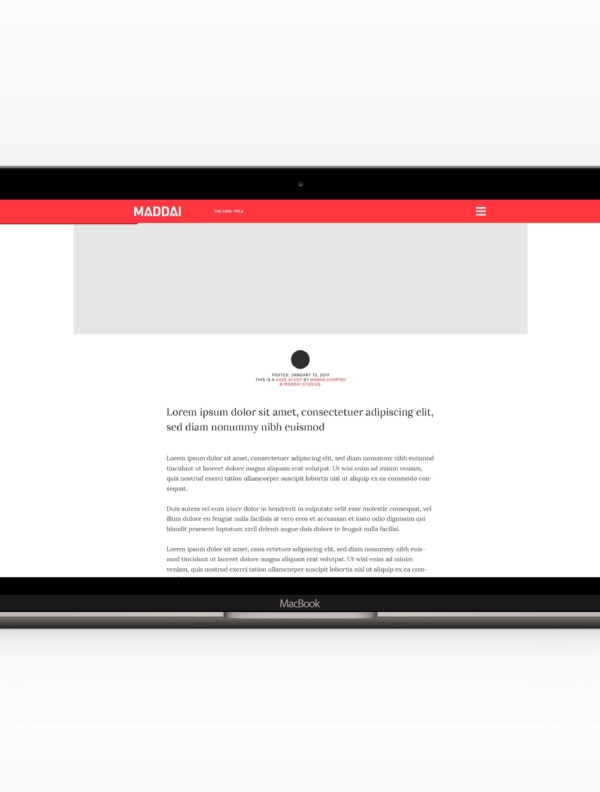 MADDAI
THE COOL TITLE
POSTED: JANUARY 13, 2017
THIS IS A CASE STUDY BY
@ MADDAI STUDIOS
Lorem ipsum dolor sit amet, consectetuer adipiscing elit,
sed diam nonummy nibh euismod
Lorem ipsum dolor sit amet, consectetuer adipiscing elit, sed diam nonummy nibh euismod
tincidunt ut laoreet dolore magna aliquam erat volutpat. Ut wisi enim ad minim veniam,
quis nostrud exerci tation ullamcorper suscipit lobortis nisl ut aliquip ex ea commodo con-
sequat.
Duis autem vel eum iriure dolor in hendrerit in vulputate velit esse molestie consequat, vel
illum dolore eu feugiat nulla facilisis at vero eros et accumsan et iusto odio dignissim qui
blandit praesent luptatum zzril delenit augue duis dolore te feugait nulla facilisi.
Lorem ipsum dolor sit amet, cons ectetuer adipiscing elit, sed diam nonummy nibh euis-
mod tincidunt ut laoreet dolore magna aliquam erat volutpat. Ut wisi enim ad minim
veniam, quis nostrud exerci tation ullamcorper suscipit lobortis nisl ut aliquip ex ea com-
MacBook